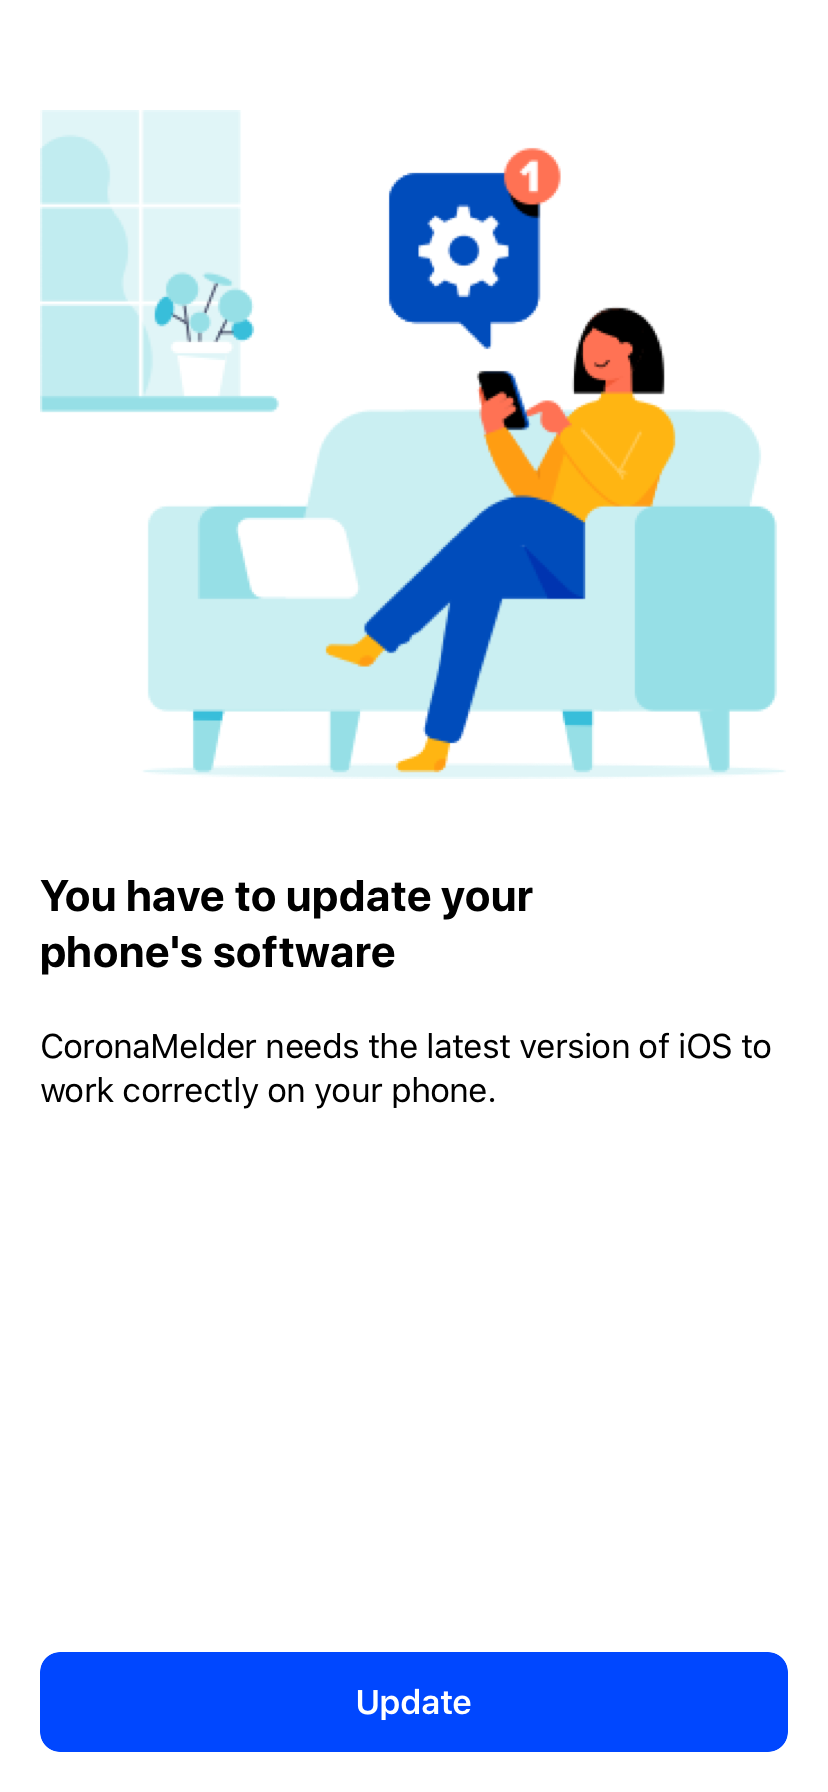 1
You have to update your
phone's software
CoronaMelder needs the latest version of iOS to
work correctly on your phone.
Update